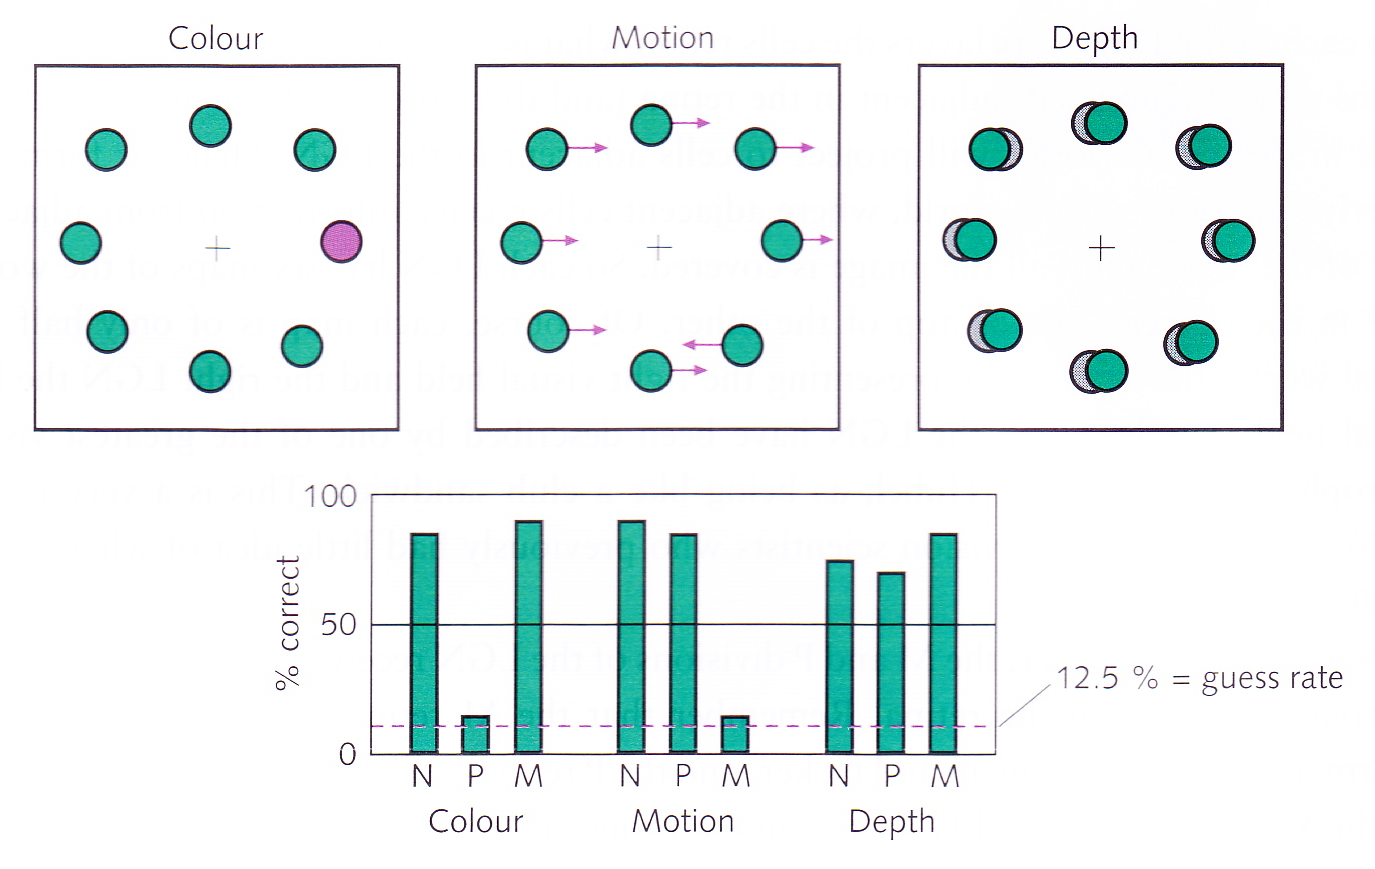 Colour Motion Depth
100
50
0
% correct
12.5 % = guess rate
N P M N P M N P M
Colour Motion Depth